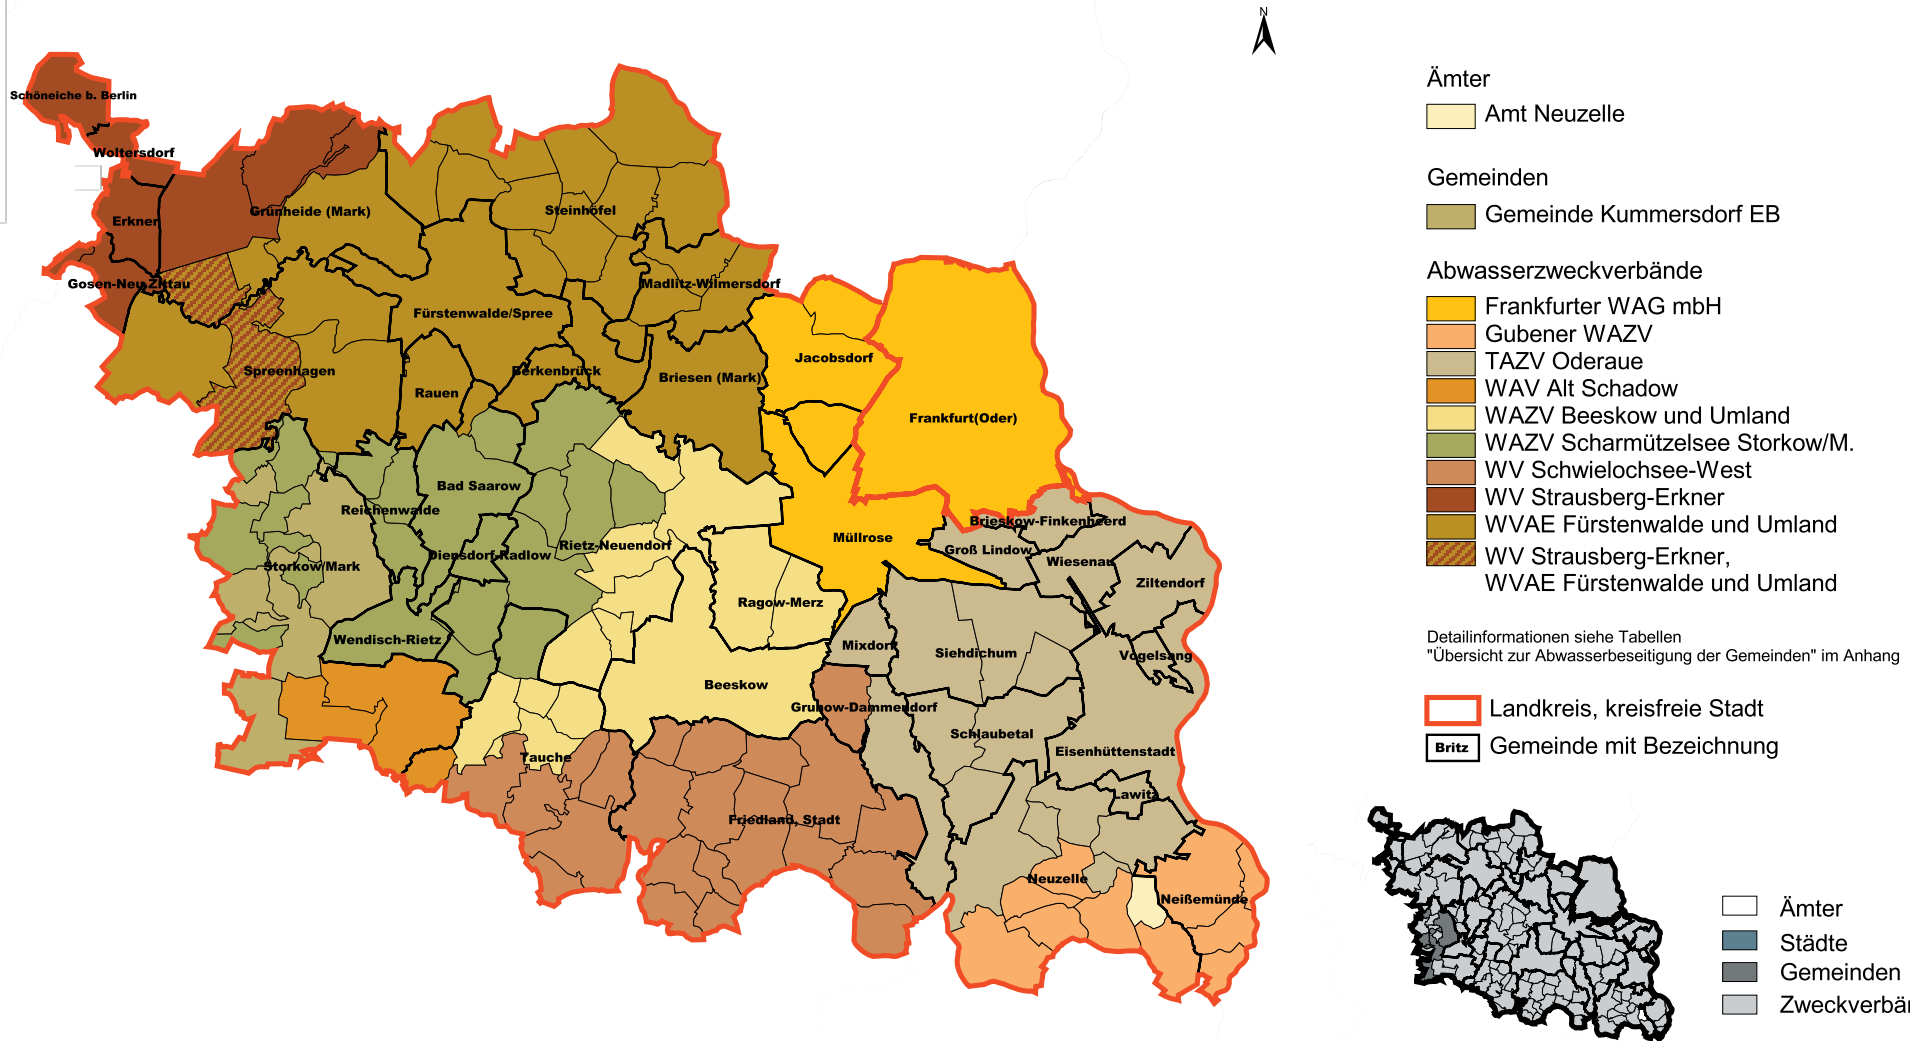 N
Schöneiche b. Berlin
Woltersdorf
Erkner
Grünheide (Mark)
Gosen-Neu Zittau
Steinhöfel
Madlitz-Wilmersdorf
Fürstenwalde/Spree
Spreenhagen
Rauen
Berkenbrück
Briesen (Mark)
Jacobsdorf
Frankfurt(Oder)
Bad Saarow
Reichenwalde
Diensdorf-Radlow
Rietz-Neuendorf
Storkow/Mark
Müllrose
Brieskow-Finkenheerd
Groß Lindow
Wiesenau
Ziltendorf
Ragow-Merz
Wendisch-Rietz
Mixdorf
Siehdichum
Vogelsang
Beeskow
Grunow-Dammendorf
Schlaubetal
Eisenhüttenstadt
Tauche
Lawitz
Friedland, Stadt
Neuzelle
Neißemünde
Ämter
Amt Neuzelle
Gemeinden
Gemeinde Kummersdorf EB
Abwasserzweckverbände
Frankfurter WAG mbH
Gubener WAZV
TAZV Oderaue
WAV Alt Schadow
WAZV Beeskow und Umland
WAZV Scharmützelsee Storkow/M.
WV Schwielochsee-West
WV Strausberg-Erkner
WVAE Fürstenwalde und Umland
WV Strausberg-Erkner,
WVAE Fürstenwalde und Umland
Detailinformationen siehe Tabellen
"Übersicht zur Abwasserbeseitigung der Gemeinden" im Anhang
Landkreis, kreisfreie Stadt
Britz Gemeinde mit Bezeichnung
Ämter
Städte
Gemeinden
Zweckverbä